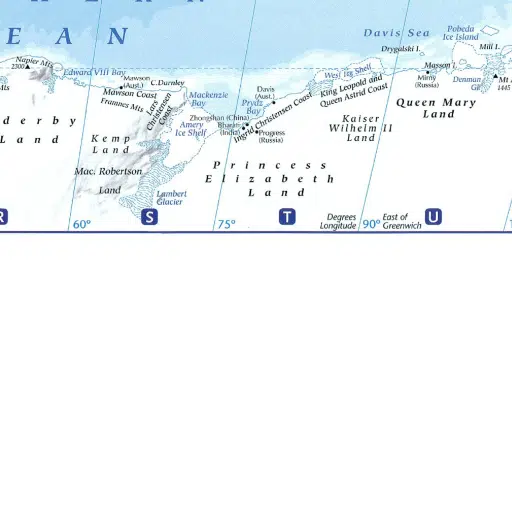 E A N
Davis Sea
Pobeda
Ice Island
Mill I.
Drygalski I.
Napier Mts
2300
Edward VIII Bay
Mawson
(Aust.)
C.Darnley
Mawson Coast
Framnes Mts
Lars
Christensen
Coast
Mackenzie
Bay
Amery
Ice Shelf
Zhongshan (China)
Bharati
(India)
Progress
(Russia)
Davis
(Aust.)
Prydz
Bay
Ingrid Christensen Coast
West Ice Shelf
King Leopold and
Queen Astrid Coast
Masson I.
Mirny
(Russia)
Denman
Gl.
Mt
1445
Queen Mary
Land
Kaiser
Wilhelm II
Land
Princess
Elizabeth
Land
derby
Land
Kemp
Land
Mac. Robertson
Land
Lambert
Glacier
R
60°
S
75°
T
Degrees
Longitude
90°
East of
Greenwich
U